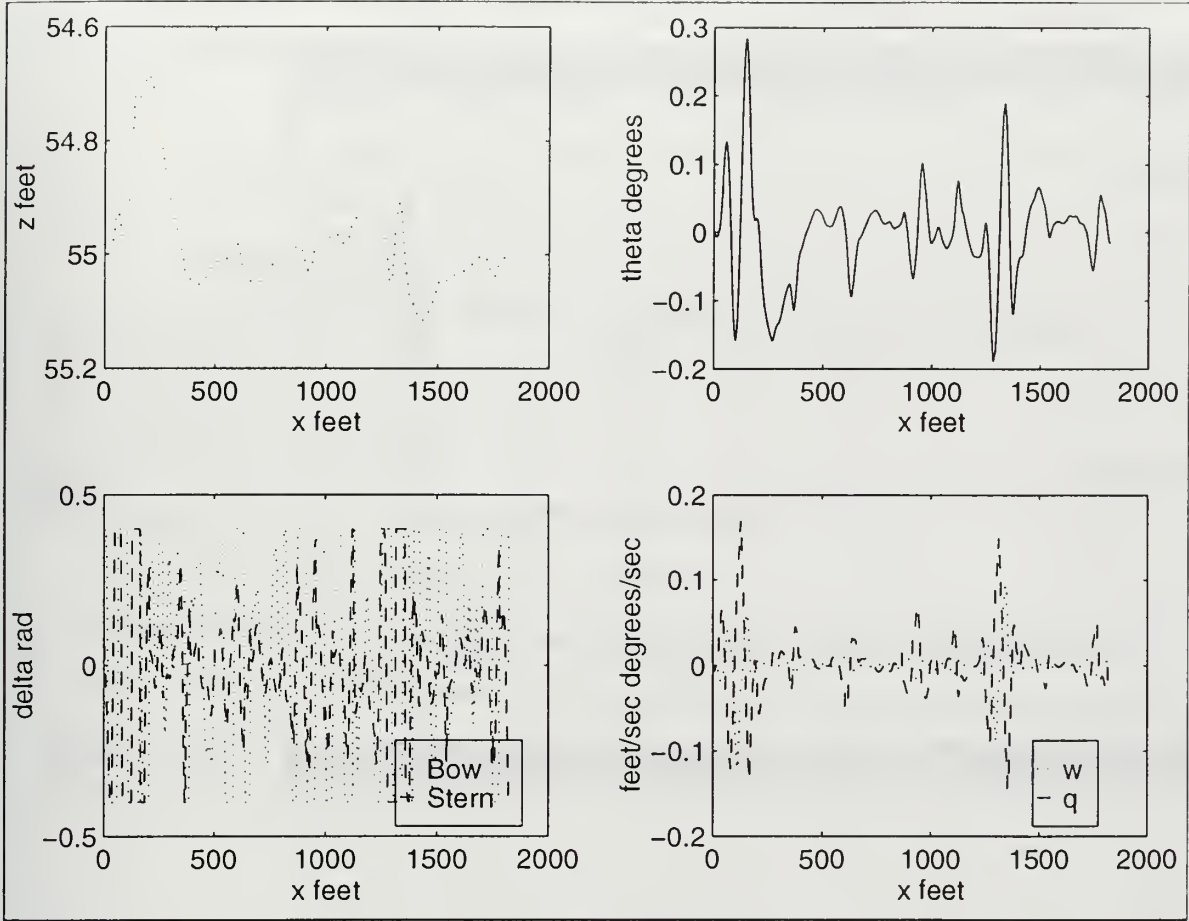 54.6
54.8
55
55.2
z feet
0 500 1000 1500 2000
x feet
0.3
0.2
0.1
0
−0.1
−0.2
theta degrees
0 500 1000 1500 2000
x feet
0.5
0
−0.5
delta rad
Bow
Stern
0 500 1000 1500 2000
x feet
0.2
0.1
0
−0.1
−0.2
feet/sec degrees/sec
w
q
0 500 1000 1500 2000
x feet